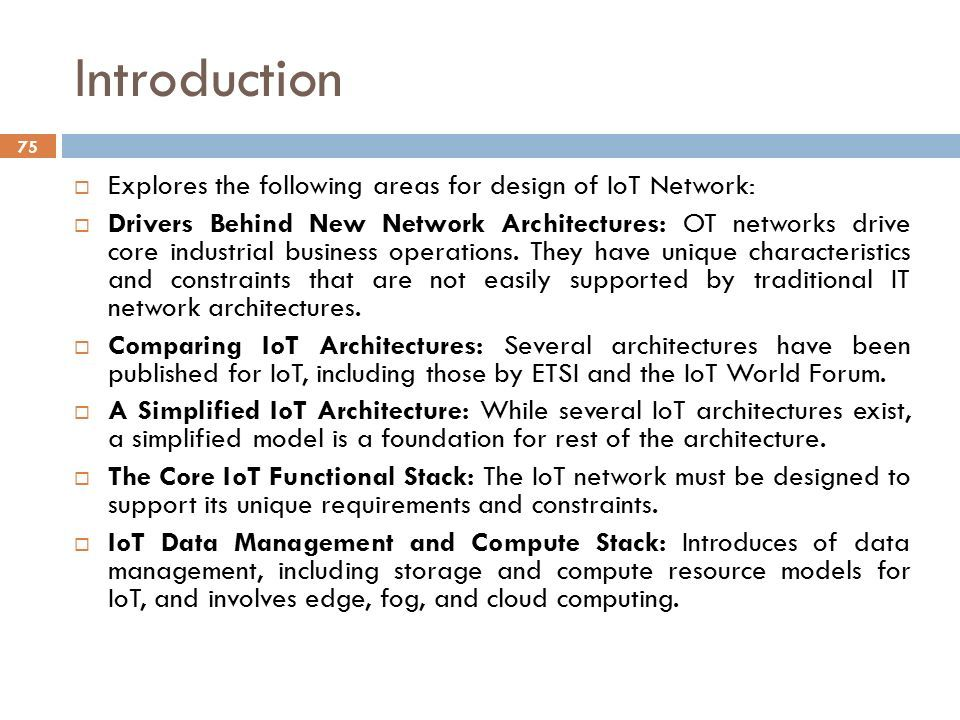 Introduction
75
Explores the following areas for design of IoT Network:
Drivers Behind New Network Architectures: OT networks drive
core industrial business operations. They have unique characteristics
and constraints that are not easily supported by traditional IT
network architectures.
Comparing IoT Architectures: Several architectures have been
published for IoT, including those by ETSI and the IoT World Forum.
A Simplified IoT Architecture: While several IoT architectures exist,
a simplified model is a foundation for rest of the architecture.
The Core IoT Functional Stack: The IoT network must be designed to
support its unique requirements and constraints.
IoT Data Management and Compute Stack: Introduces of data
management, including storage and compute resource models for
IoT, and involves edge, fog, and cloud computing.